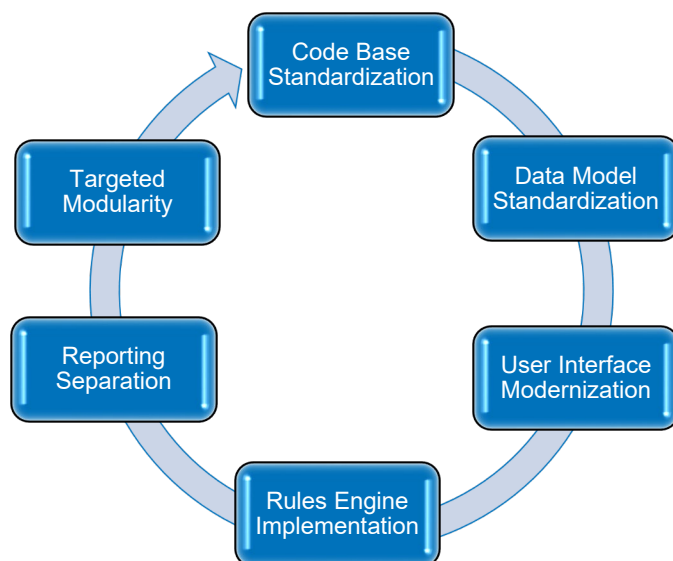 Code Base
Standardization
Data Model
Standardization
User Interface
Modernization
Rules Engine
Implementation
Reporting
Separation
Targeted
Modularity